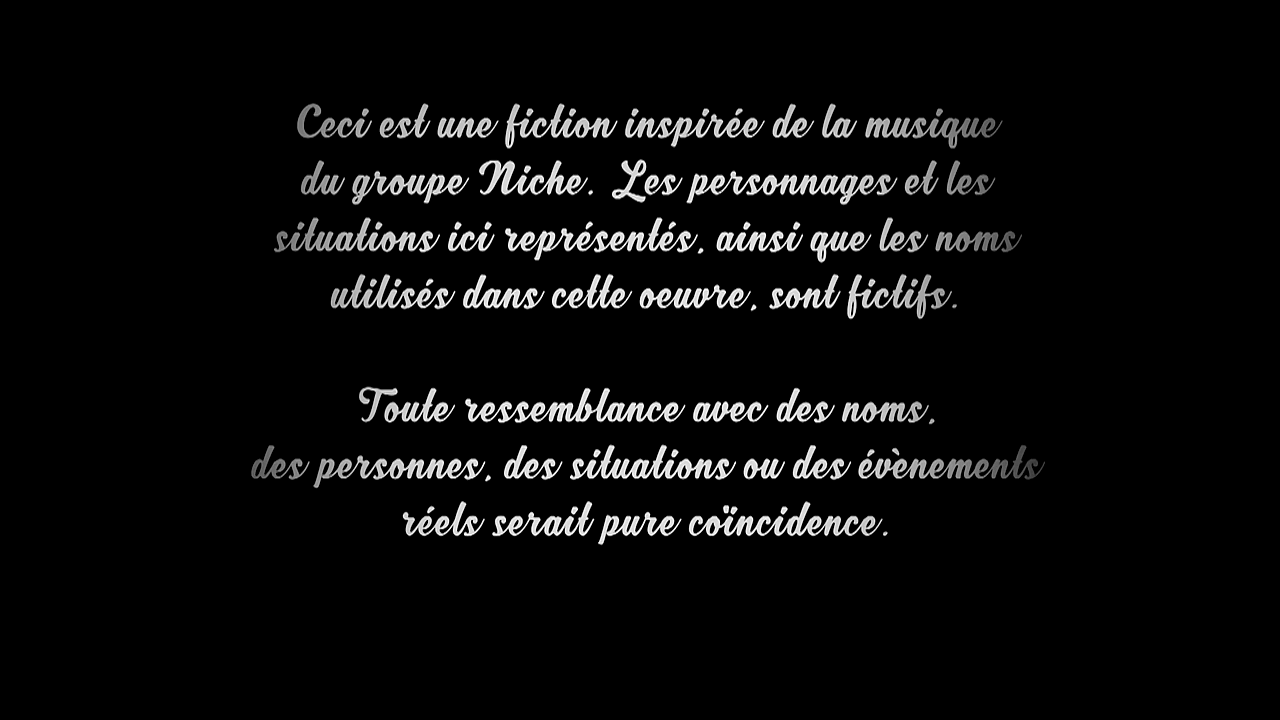 Ceci est une fiction inspirée de la musique
du groupe Niche. Les personnages et les
situations ici représentés, ainsi que les noms
utilisés dans cette oeuvre, sont fictifs.
Toute ressemblance avec des noms,
des personnes, des situations ou des évènements
réels serait pure coïncidence.